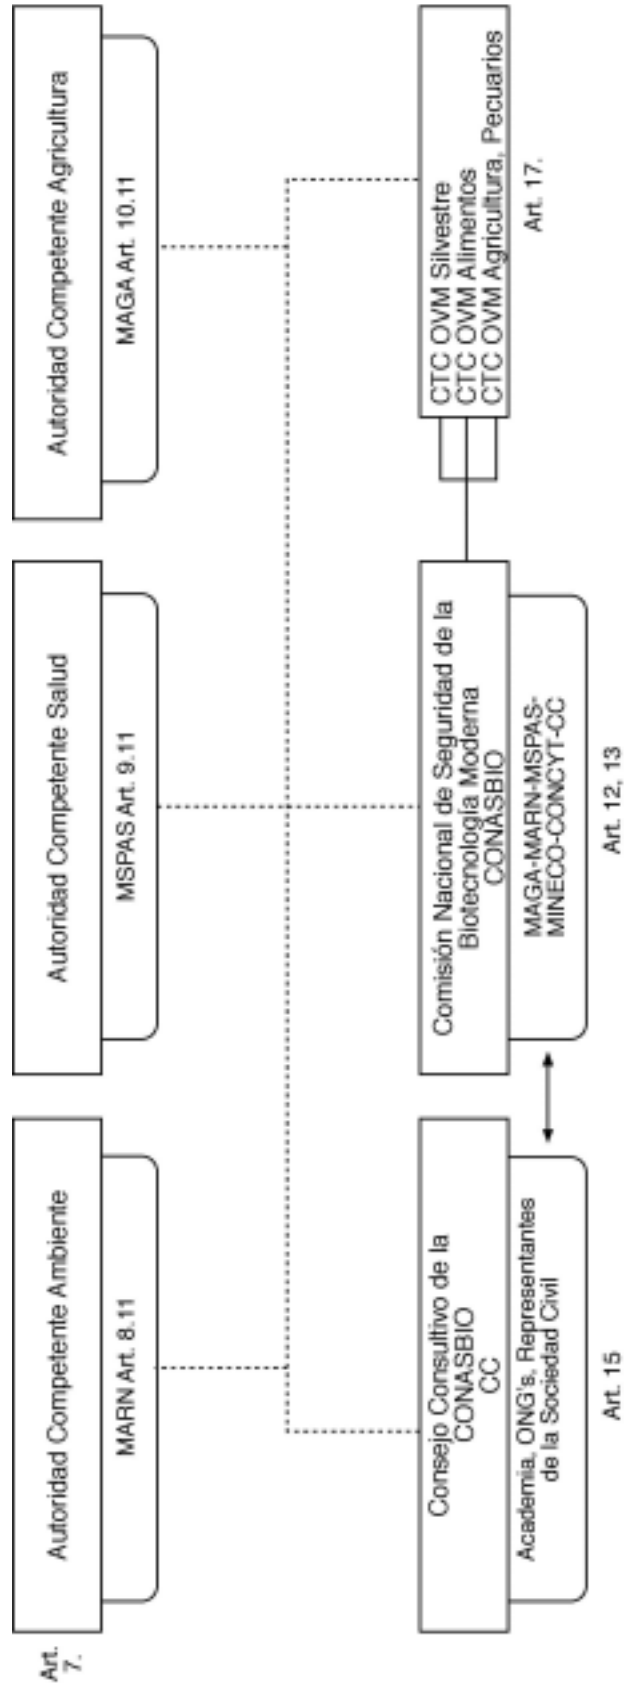 Art.
7.
Autoridad Competente Ambiente
MARN Art. 8.11
Autoridad Competente Salud
MSPAS Art. 9.11
Autoridad Competente Agricultura
MAGA Art. 10.11
Consejo Consultivo de la
CONASBIO
CC
Academia, ONG's, Representantes
de la Sociedad Civil
Art. 15
Comisión Nacional de Seguridad de la
Biotecnología Moderna
CONASBIO
MAGA-MARN-MSPAS-
MINECO-CONCYT-CC
Art. 12, 13
CTC OVM Silvestre
CTC OVM Alimentos
CTC OVM Agricultura, Pecuarios
Art. 17.